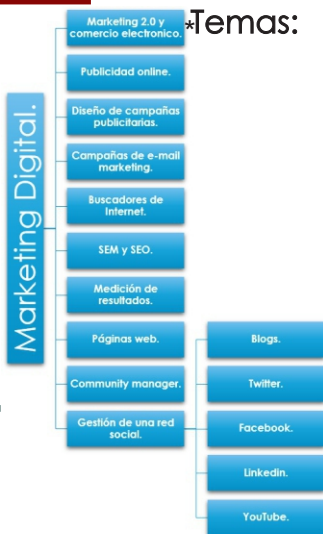 *Temas:
Marketing Digital.
Marketing 2.0 y
comercio electronico.
Publicidad online.
Diseño de campañas
publicitarias.
Campañas de e-mail
marketing.
Buscadores de
Internet.
SEM y SEO.
Medición de
resultados.
Páginas web.
Community manager.
Gestión de una red
social.
Blogs.
Twitter.
Facebook.
Linkedin.
YouTube.